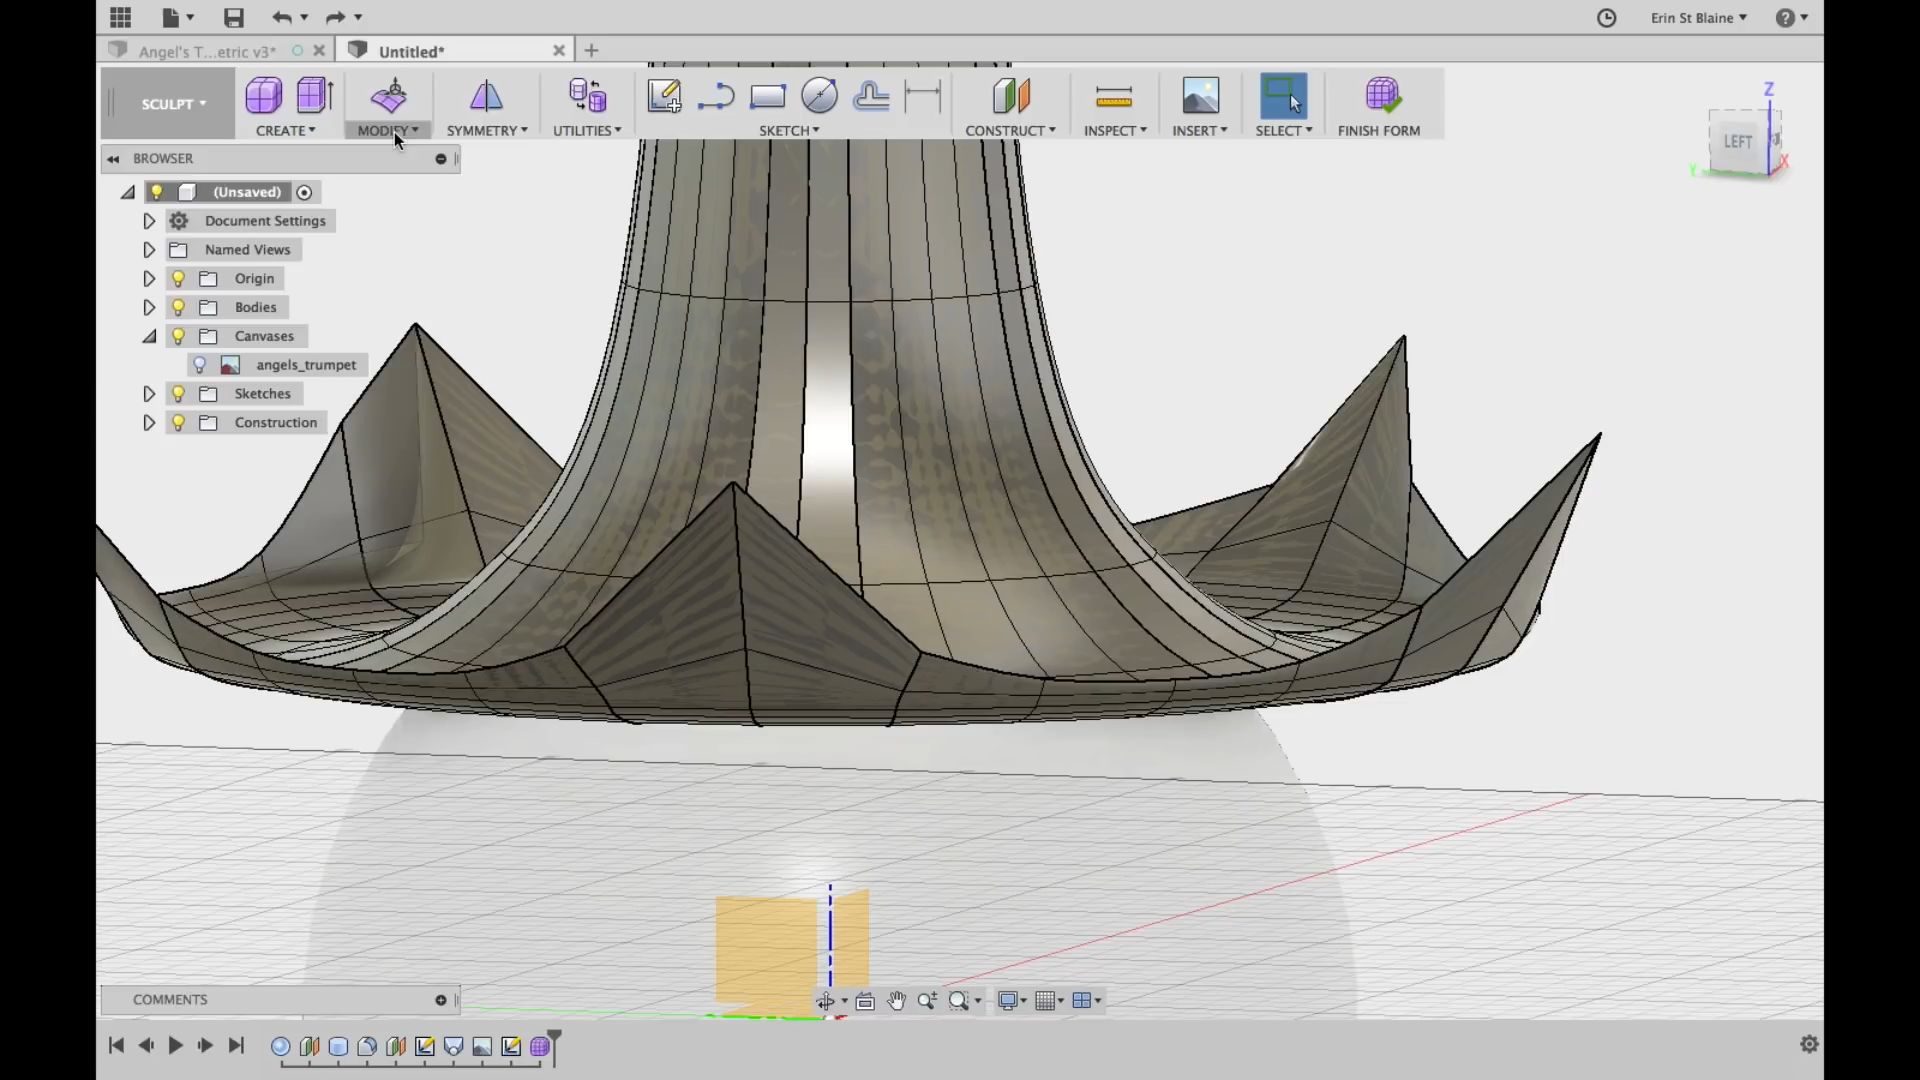 Erin St Blaine
Angel's T...etric v3*
Untitled*
SCULPT
CREATE
MODIFY
SYMMETRY
UTILITIES
SKETCH
CONSTRUCT
INSPECT
INSERT
SELECT
FINISH FORM
Z
LEFT
X
Y
BROWSER
(Unsaved)
Document Settings
Named Views
Origin
Bodies
Canvases
angels_trumpet
Sketches
Construction
COMMENTS